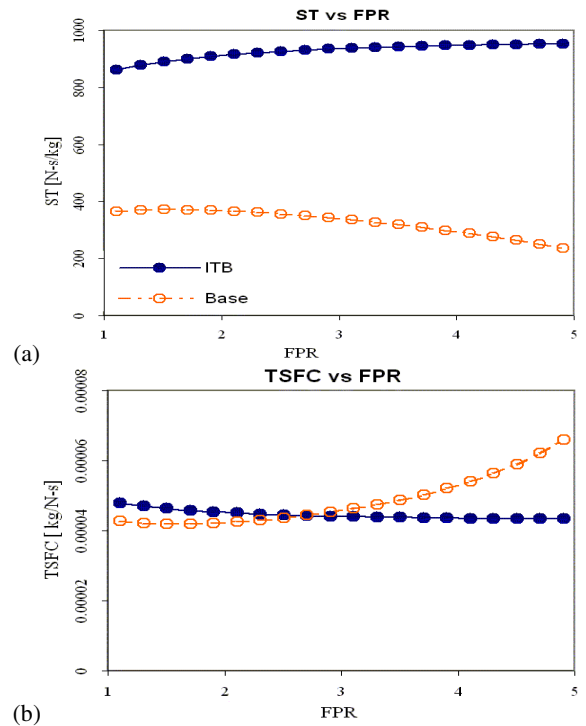 ST vs FPR
1000
800
600
400
200
0
ST [N-s/kg]
ITB
Base
1 2 3 4 5
FPR
(a)
TSFC vs FPR
0.00008
0.00006
0.00004
0.00002
0
TSFC [ kg/N-s]
1 2 3 4 5
FPR
(b)